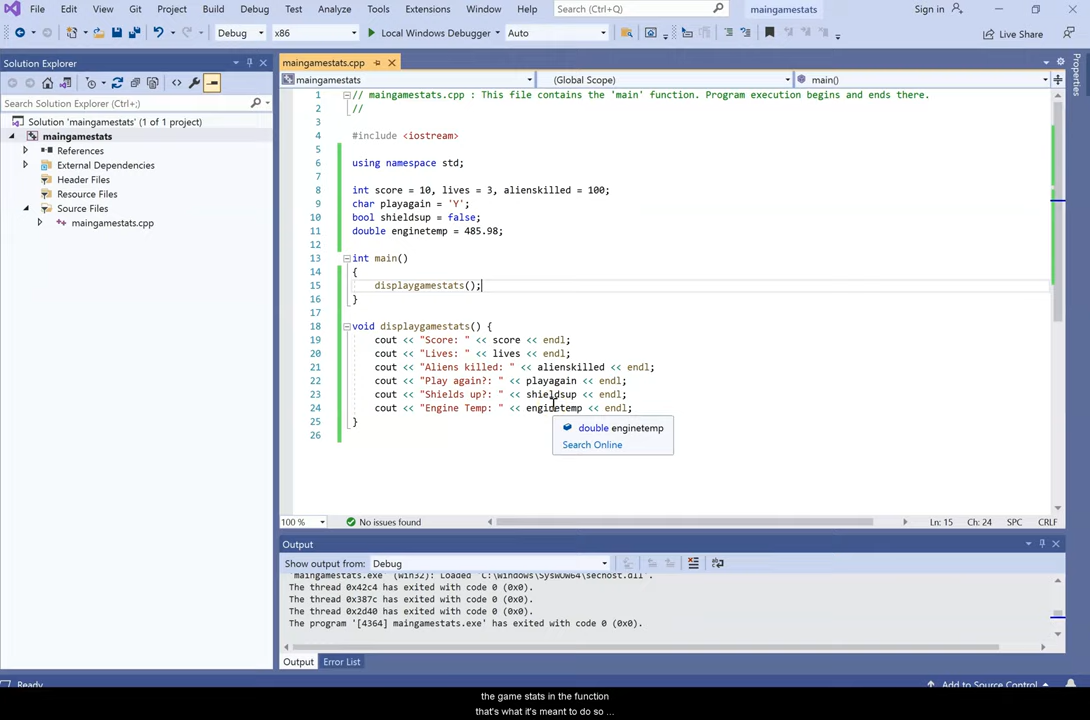 File Edit View Git Project Build Debug Test Analyze Tools Extensions Window Help Search (Ctrl+Q) maingamestats Sign in
Debug x86 Local Windows Debugger Auto Live Share
Solution Explorer
Search Solution Explorer (Ctrl+;)
Solution 'maingamestats' (1 of 1 project)
maingamestats
References
External Dependencies
Header Files
Resource Files
Source Files
maingamestats.cpp
maingamestats.cpp
maingamestats (Global Scope) main()
1 // maingamestats.cpp : This file contains the 'main' function. Program execution begins and ends there.
2 //
3
4 #include <iostream>
5
6 using namespace std;
7
8 int score = 10, lives = 3, alienskilled = 100;
9 char playagain = 'Y';
10 bool shieldsup = false;
11 double enginetemp = 485.98;
12
13 int main()
14 {
15 displaygamestats();
16 }
17
18 void displaygamestats() {
19 cout << "Score: " << score << endl;
20 cout << "Lives: " << lives << endl;
21 cout << "Aliens killed: " << alienskilled << endl;
22 cout << "Play again?: " << playagain << endl;
23 cout << "Shields up?: " << shieldsup << endl;
24 cout << "Engine Temp: " << enginetemp << endl;
25 }
26
double enginetemp
Search Online
100 % No issues found Ln: 15 Ch: 24 SPC CRLF
Properties
Output
Show output from: Debug
'maingamestats.exe' (Win32): Loaded 'C:\Windows\SysWOW64\sechost.dll'.
The thread 0x42c4 has exited with code 0 (0x0).
The thread 0x387c has exited with code 0 (0x0).
The thread 0x2d40 has exited with code 0 (0x0).
The program '[4364] maingamestats.exe' has exited with code 0 (0x0).
Output Error List
Ready Add to Source Control
the game stats in the function
that's what it's meant to do so ...